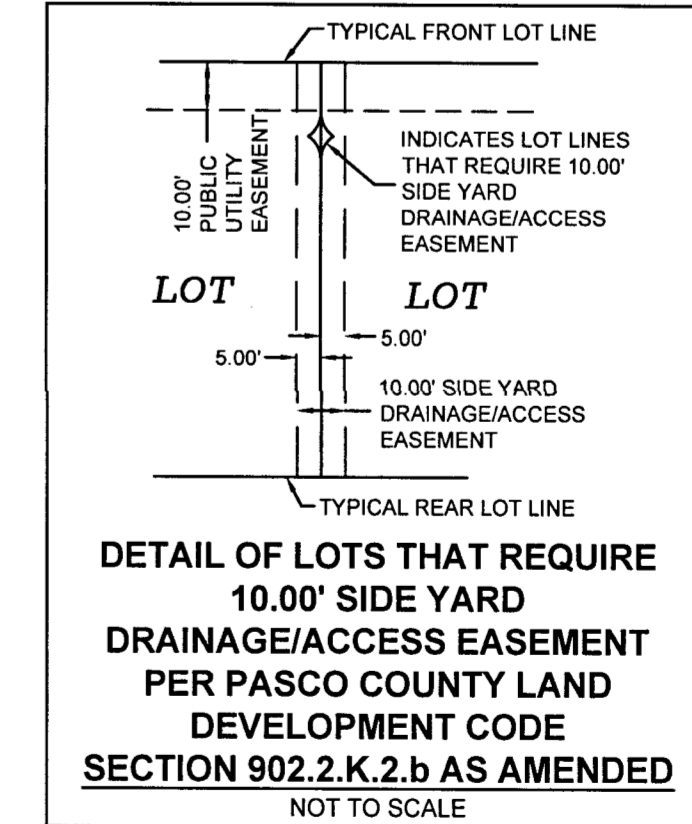 TYPICAL FRONT LOT LINE
10.00'
PUBLIC
UTILITY
EASEMENT
INDICATES LOT LINES
THAT REQUIRE 10.00'
SIDE YARD
DRAINAGE/ACCESS
EASEMENT
LOT
LOT
5.00'
5.00'
10.00' SIDE YARD
DRAINAGE/ACCESS
EASEMENT
TYPICAL REAR LOT LINE
DETAIL OF LOTS THAT REQUIRE
10.00' SIDE YARD
DRAINAGE/ACCESS EASEMENT
PER PASCO COUNTY LAND
DEVELOPMENT CODE
SECTION 902.2.K.2.b AS AMENDED
NOT TO SCALE